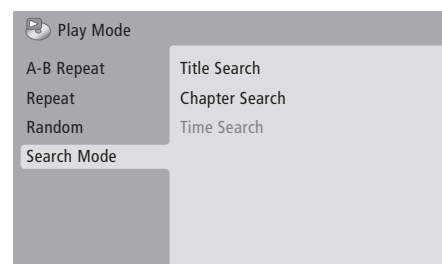 Play Mode
A-B Repeat
Repeat
Random
Search Mode
Title Search
Chapter Search
Time Search